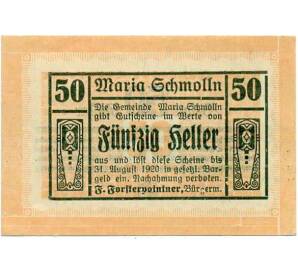 50 Maria Schmolln 50
Die Gemeinde Maria Schmolln
gibt Gutscheine im Werte von
Fünfzig Heller
aus und löst diese Scheine bis
31. August 1920 in gesetzl. Bar-
geld ein. Nachahmung verboten.
F. Forsterpointner, Bürgerm.